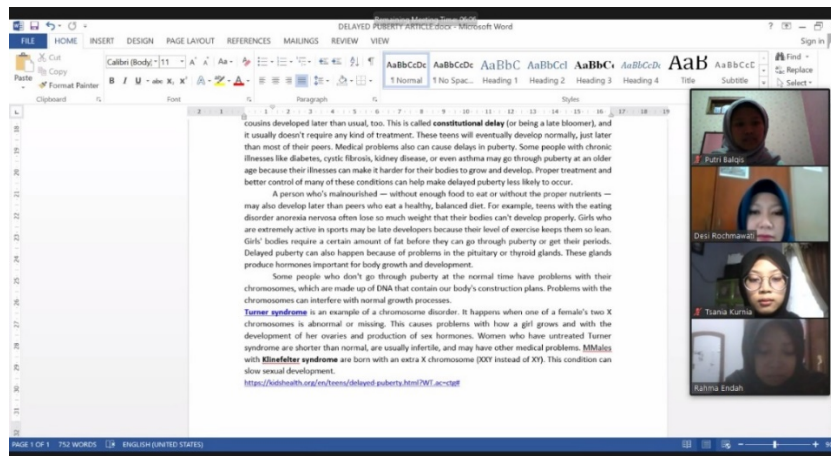 Remaining Meeting Time: 06:06
DELAYED PUBERTY ARTICLE.docx - Microsoft Word
Sign in
FILE HOME INSERT DESIGN PAGE LAYOUT REFERENCES MAILINGS REVIEW VIEW
Cut
Copy
Format Painter
Paste
Calibri (Body) 11
AaBbCcDc AaBbCcDc AaBbC AaBbCcI AaBbCc AaBbCcDc AaB AaBbCcC
¶ Normal ¶ No Spac... Heading 1 Heading 2 Heading 3 Heading 4 Title Subtitle
Find
Replace
Select
Clipboard Font Paragraph Styles
cousins developed later than usual, too. This is called constitutional delay (or being a late bloomer), and
it usually doesn't require any kind of treatment. These teens will eventually develop normally, just later
than most of their peers. Medical problems also can cause delays in puberty. Some people with chronic
illnesses like diabetes, cystic fibrosis, kidney disease, or even asthma may go through puberty at an older
age because their illnesses can make it harder for their bodies to grow and develop. Proper treatment and
better control of many of these conditions can help make delayed puberty less likely to occur.
A person who's malnourished — without enough food to eat or without the proper nutrients —
may also develop later than peers who eat a healthy, balanced diet. For example, teens with the eating
disorder anorexia nervosa often lose so much weight that their bodies can't develop properly. Girls who
are extremely active in sports may be late developers because their level of exercise keeps them so lean.
Girls' bodies require a certain amount of fat before they can go through puberty or get their periods.
Delayed puberty can also happen because of problems in the pituitary or thyroid glands. These glands
produce hormones important for body growth and development.
Some people who don't go through puberty at the normal time have problems with their
chromosomes, which are made up of DNA that contain our body's construction plans. Problems with the
chromosomes can interfere with normal growth processes.
Turner syndrome is an example of a chromosome disorder. It happens when one of a female's two X
chromosomes is abnormal or missing. This causes problems with how a girl grows and with the
development of her ovaries and production of sex hormones. Women who have untreated Turner
syndrome are shorter than normal, are usually infertile, and may have other medical problems. MMales
with Klinefelter syndrome are born with an extra X chromosome (XXY instead of XY). This condition can
slow sexual development.
https://kidshealth.org/en/teens/delayed-puberty.html?WT.ac=ctg#
Putri Balqis
Desi Rochmawati
Tsania Kurnia
Rahma Endah
PAGE 1 OF 1 752 WORDS ENGLISH (UNITED STATES)